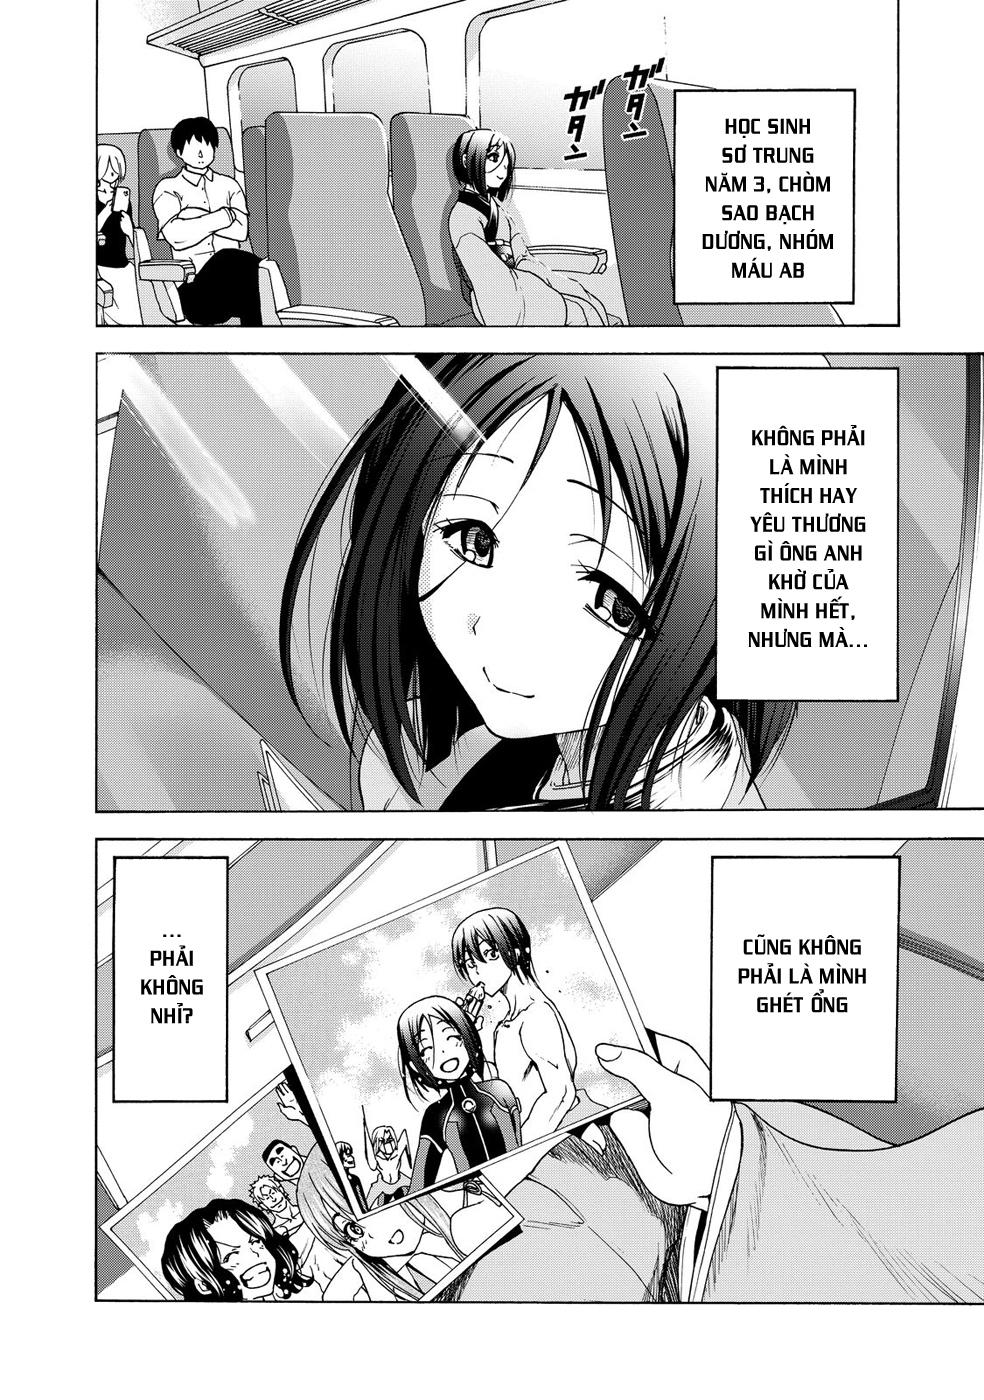 HỌC SINH
SƠ TRUNG
NĂM 3, CHÒM
SAO BẠCH
DƯƠNG, NHÓM
MÁU AB
ガタン
ガタン
KHÔNG PHẢI
LÀ MÌNH
THÍCH HAY
YÊU THƯƠNG
GÌ ÔNG ANH
KHỜ CỦA
MÌNH HẾT,
NHƯNG MÀ...
CŨNG KHÔNG
PHẢI LÀ MÌNH
GHÉT ỔNG
...
PHẢI
KHÔNG
NHỈ?